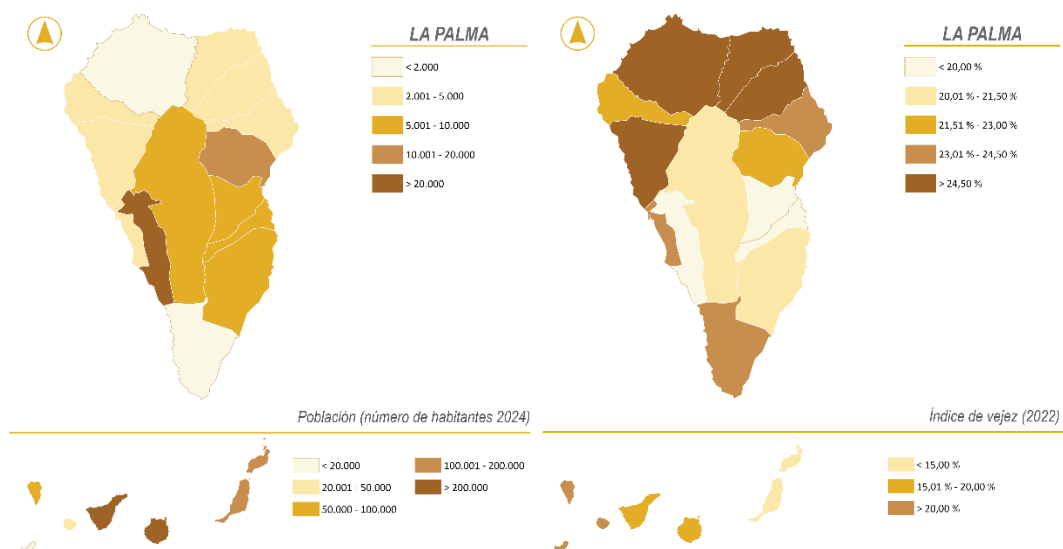 LA PALMA
< 2.000
2.001 - 5.000
5.001 - 10.000
10.001 - 20.000
> 20.000
Población (número de habitantes 2024)
< 20.000
20.001 - 50.000
50.000 - 100.000
100.001 - 200.000
> 200.000
LA PALMA
< 20,00 %
20,01 % - 21,50 %
21,51 % - 23,00 %
23,01 % - 24,50 %
> 24,50 %
Índice de vejez (2022)
< 15,00 %
15,01 % - 20,00 %
> 20,00 %